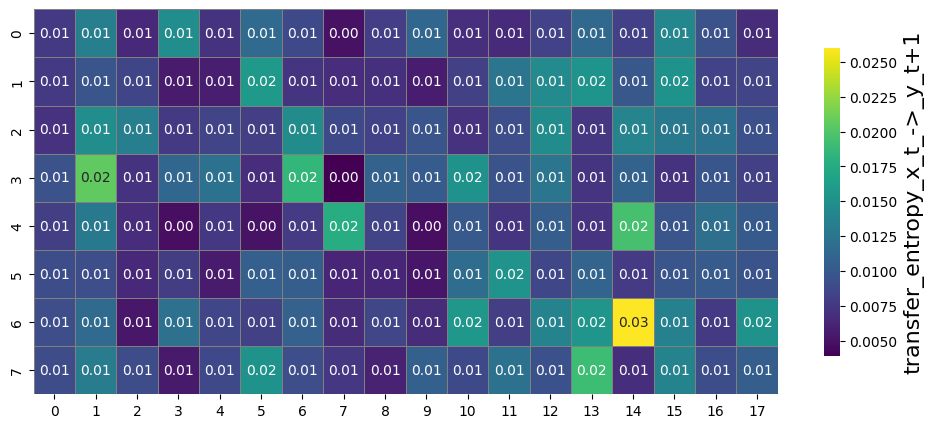 0 0.01 0.01 0.01 0.01 0.01 0.01 0.01 0.00 0.01 0.01 0.01 0.01 0.01 0.01 0.01 0.01 0.01 0.01
1 0.01 0.01 0.01 0.01 0.01 0.02 0.01 0.01 0.01 0.01 0.01 0.01 0.01 0.02 0.01 0.02 0.01 0.01
2 0.01 0.01 0.01 0.01 0.01 0.01 0.01 0.01 0.01 0.01 0.01 0.01 0.01 0.01 0.01 0.01 0.01 0.01
3 0.01 0.02 0.01 0.01 0.01 0.01 0.02 0.00 0.01 0.01 0.02 0.01 0.01 0.01 0.01 0.01 0.01 0.01
4 0.01 0.01 0.00 0.00 0.01 0.00 0.01 0.02 0.01 0.00 0.01 0.01 0.01 0.01 0.02 0.01 0.01 0.01
5 0.01 0.01 0.01 0.01 0.01 0.01 0.01 0.01 0.01 0.01 0.01 0.02 0.01 0.01 0.01 0.01 0.01 0.01
6 0.01 0.01 0.01 0.01 0.01 0.01 0.01 0.01 0.01 0.01 0.02 0.01 0.01 0.02 0.03 0.01 0.01 0.02
7 0.01 0.01 0.01 0.01 0.01 0.02 0.01 0.01 0.01 0.01 0.01 0.01 0.01 0.02 0.01 0.01 0.01 0.01
0 1 2 3 4 5 6 7 8 9 10 11 12 13 14 15 16 17
0.0250
0.0225
0.0200
0.0175
0.0150
0.0125
0.0100
0.0075
0.0050
transfer_entropy_x_t_->_y_t+1